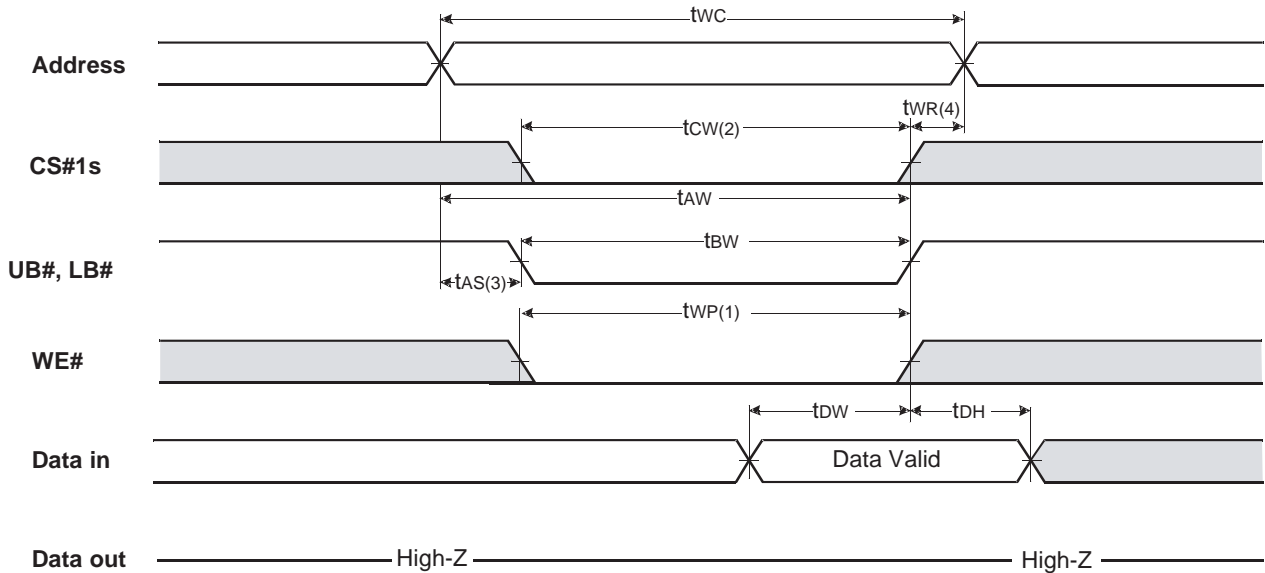 tWC
Address
tWR(4)
tCW(2)
CS#1s
tAW
tBW
UB#, LB#
tAS(3)
tWP(1)
WE#
tDW
tDH
Data in
Data Valid
Data out
High-Z
High-Z